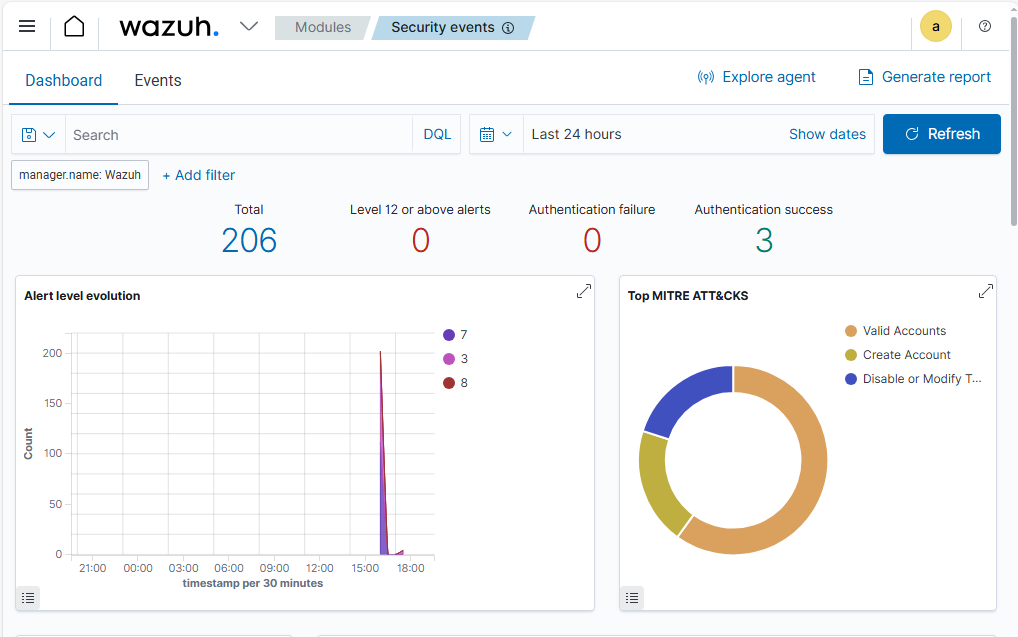 wazuh.
Modules
Security events
a
Dashboard
Events
Explore agent
Generate report
Search
DQL
Last 24 hours
Show dates
Refresh
manager.name: Wazuh
+ Add filter
Total
206
Level 12 or above alerts
0
Authentication failure
0
Authentication success
3
Alert level evolution
200
150
100
50
0
Count
21:00
00:00
03:00
06:00
09:00
12:00
15:00
18:00
timestamp per 30 minutes
7
3
8
Top MITRE ATT&CKS
Valid Accounts
Create Account
Disable or Modify T...